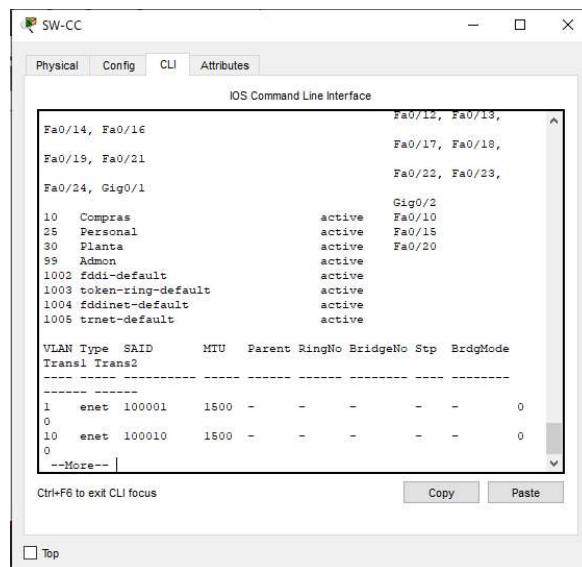 SW-CC
Physical Config CLI Attributes
IOS Command Line Interface
Fa0/12, Fa0/13,
Fa0/14, Fa0/16
Fa0/17, Fa0/18,
Fa0/19, Fa0/21
Fa0/22, Fa0/23,
Fa0/24, Gig0/1
Gig0/2
10 Compras active Fa0/10
25 Personal active Fa0/15
30 Planta active Fa0/20
99 Admon active
1002 fddi-default active
1003 token-ring-default active
1004 fddinet-default active
1005 trnet-default active
VLAN Type SAID MTU Parent RingNo BridgeNo Stp BrdgMode
Trans1 Trans2
---- ----- ---------- ----- ------ ------ -------- ---- --------
------ ------
1 enet 100001 1500 - - - - - 0
0
10 enet 100010 1500 - - - - - 0
0
--More--
Ctrl+F6 to exit CLI focus
Copy Paste
Top